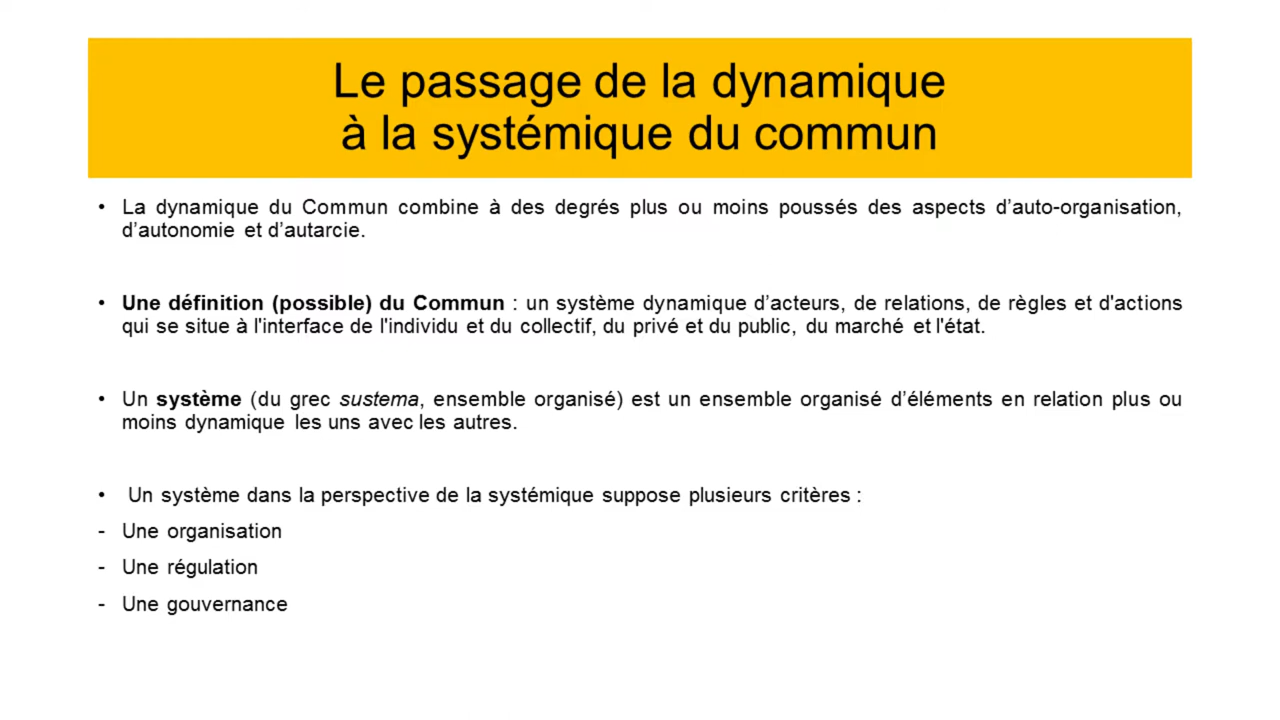 Le passage de la dynamique
à la systémique du commun
• La dynamique du Commun combine à des degrés plus ou moins poussés des aspects d’auto-organisation,
d’autonomie et d’autarcie.
• Une définition (possible) du Commun : un système dynamique d’acteurs, de relations, de règles et d'actions
qui se situe à l'interface de l'individu et du collectif, du privé et du public, du marché et l'état.
• Un système (du grec sustema, ensemble organisé) est un ensemble organisé d’éléments en relation plus ou
moins dynamique les uns avec les autres.
• Un système dans la perspective de la systémique suppose plusieurs critères :
- Une organisation
- Une régulation
- Une gouvernance